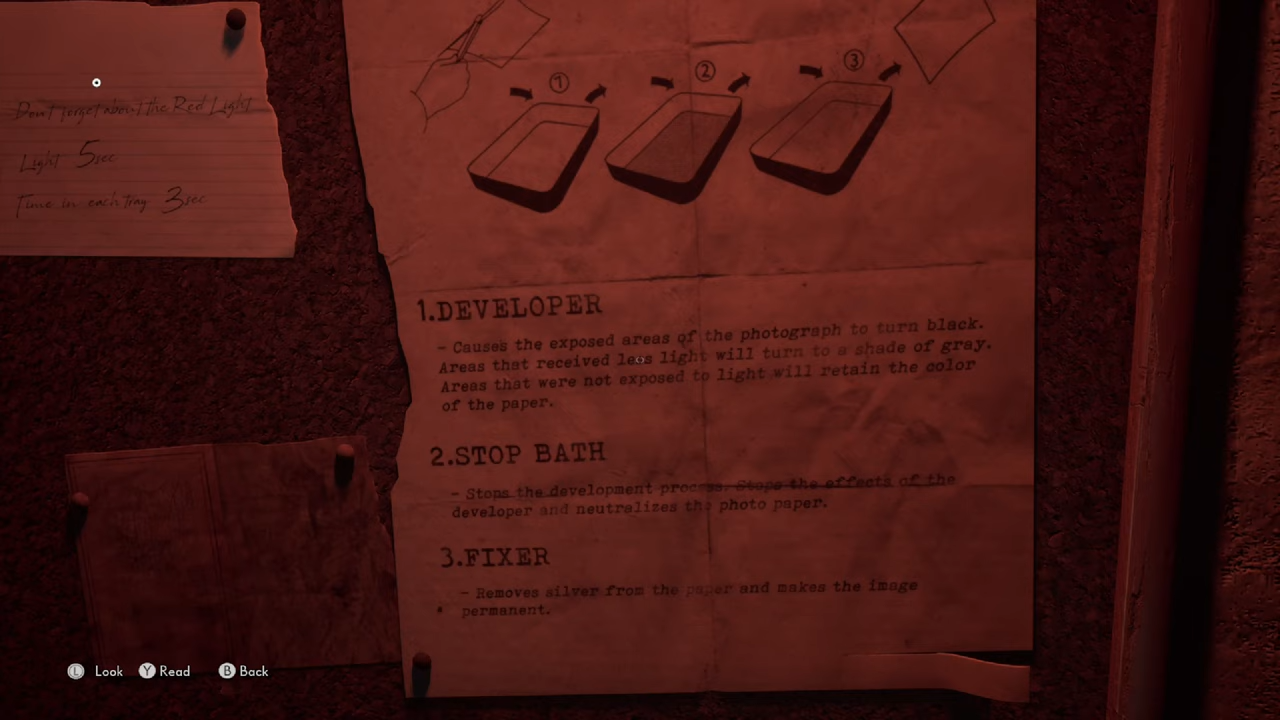 Don't forget about the Red Light
Light 5sec
Time in each tray 3sec
1 2 3
1.DEVELOPER
- Causes the exposed areas of the photograph to turn black.
Areas that received less light will turn to a shade of gray.
Areas that were not exposed to light will retain the color
of the paper.
2.STOP BATH
- Stops the development process. Stops the effects of the
developer and neutralizes the photo paper.
3.FIXER
- Removes silver from the paper and makes the image
permanent.
L Look Y Read B Back